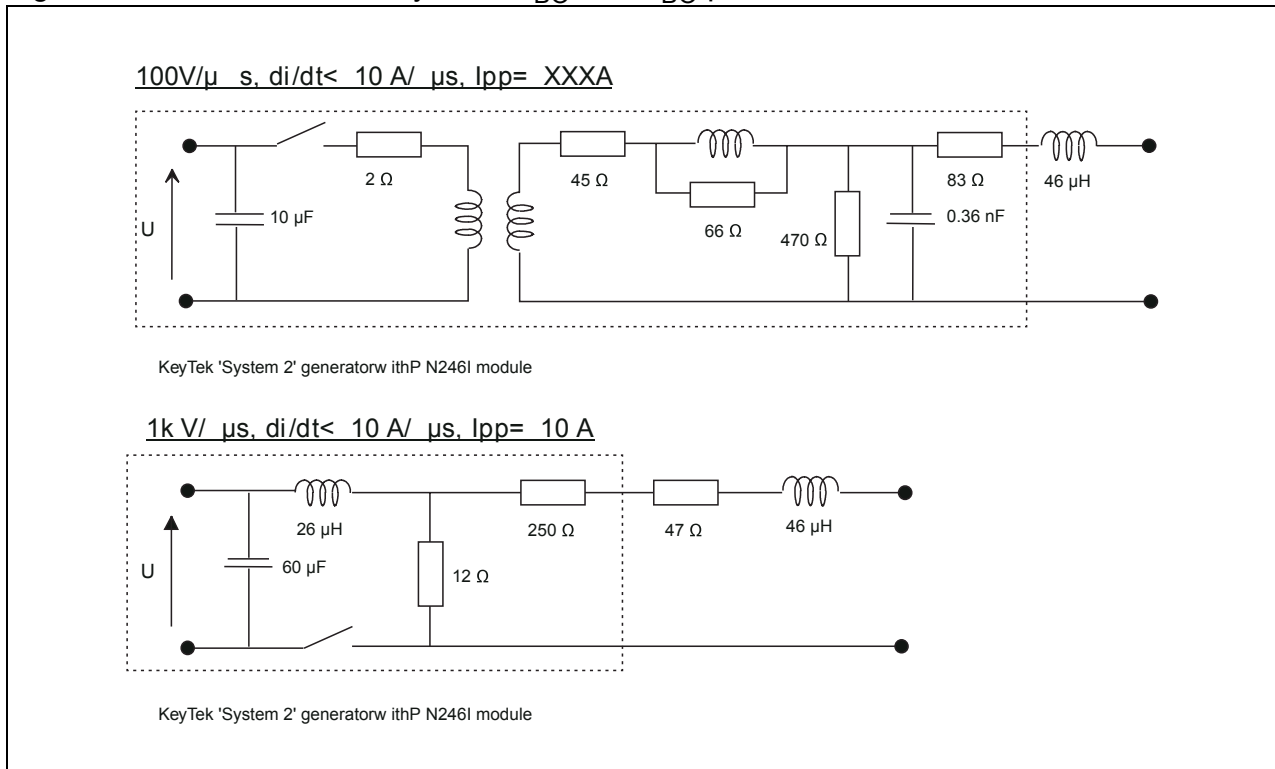 100V/µ s, di/dt< 10 A/ µs, Ipp= XXXA
U
10 µF
2 Ω
45 Ω
66 Ω
470 Ω
0.36 nF
83 Ω
46 µH
KeyTek 'System 2' generatorw ithP N246I module
1k V/ µs, di/dt< 10 A/ µs, Ipp= 10 A
U
60 µF
26 µH
12 Ω
250 Ω
47 Ω
46 µH
KeyTek 'System 2' generatorw ithP N246I module